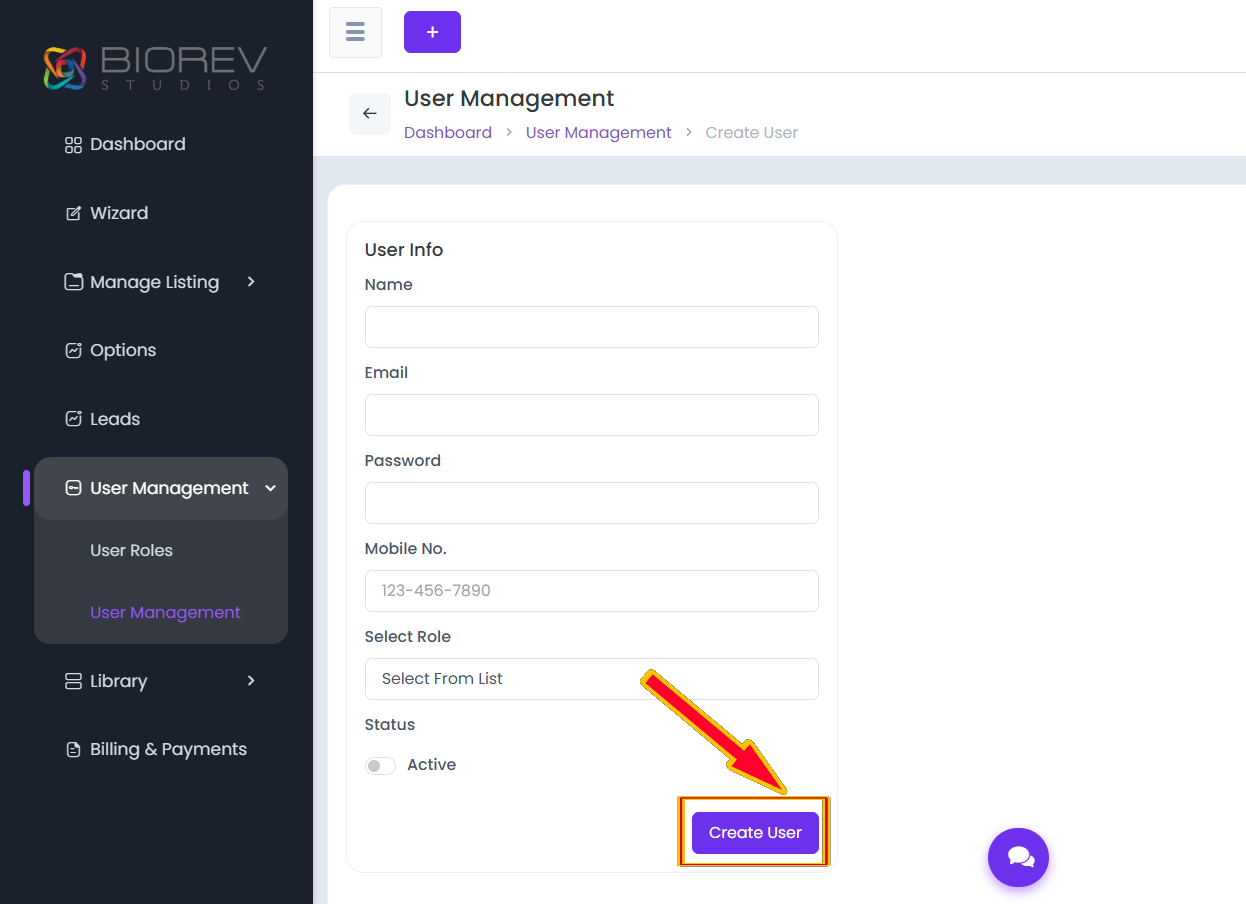 BIOREV
STUDIOS
Dashboard
Wizard
Manage Listing
Options
Leads
User Management
User Roles
User Management
Library
Billing & Payments
+
User Management
Dashboard > User Management > Create User
User Info
Name
Email
Password
Mobile No.
123-456-7890
Select Role
Select From List
Status
Active
Create User